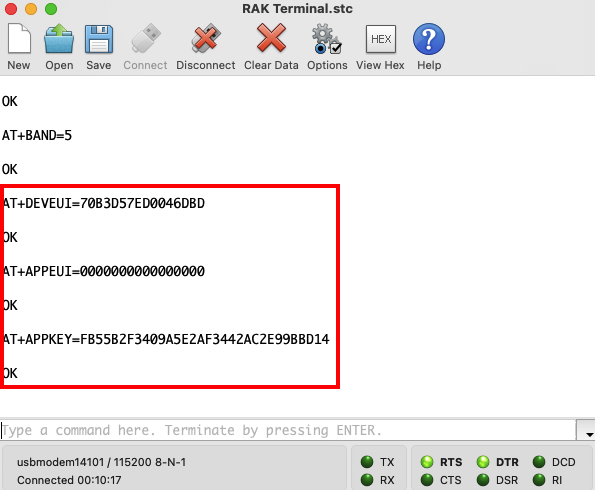 RAK Terminal.stc
New Open Save Connect Disconnect Clear Data Options View Hex Help
HEX
OK
AT+BAND=5
OK
AT+DEVEUI=70B3D57ED0046DBD
OK
AT+APPEUI=0000000000000000
OK
AT+APPKEY=FB55B2F3409A5E2AF3442AC2E99BBD14
OK
Type a command here. Terminate by pressing ENTER.
usbmodem14101 / 115200 8-N-1
Connected 00:10:17
TX RTS DTR DCD
RX CTS DSR RI